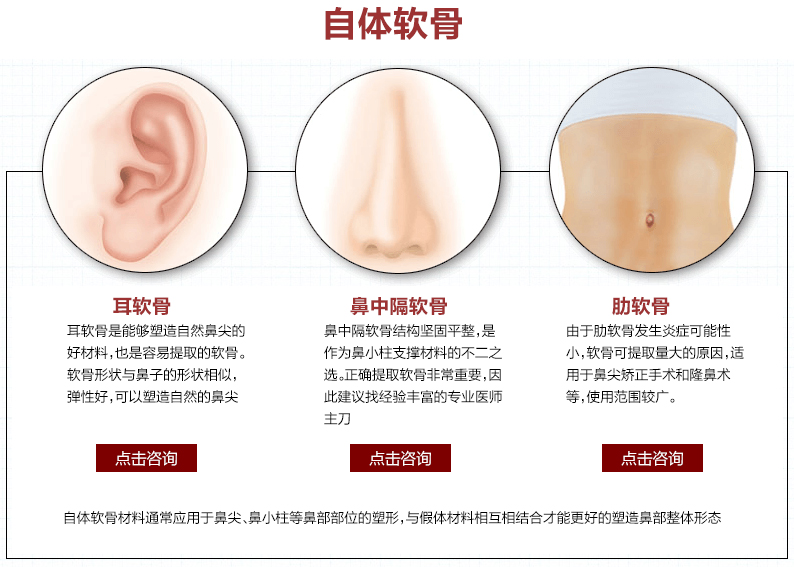 自体软骨
耳软骨
耳软骨是能够塑造自然鼻尖的
好材料,也是容易提取的软骨。
软骨形状与鼻子的形状相似,
弹性好,可以塑造自然的鼻尖
点击咨询
鼻中隔软骨
鼻中隔软骨结构坚固平整,是
作为鼻小柱支撑材料的不二之
选。正确提取软骨非常重要,因
此建议找经验丰富的专业医师
主刀
点击咨询
肋软骨
由于肋软骨发生炎症可能性
小,软骨可提取量大的原因,适
用于鼻尖矫正手术和隆鼻术
等,使用范围较广。
点击咨询
自体软骨材料通常应用于鼻尖、鼻小柱等鼻部部位的塑形,与假体材料相互相结合才能更好的塑造鼻部整体形态